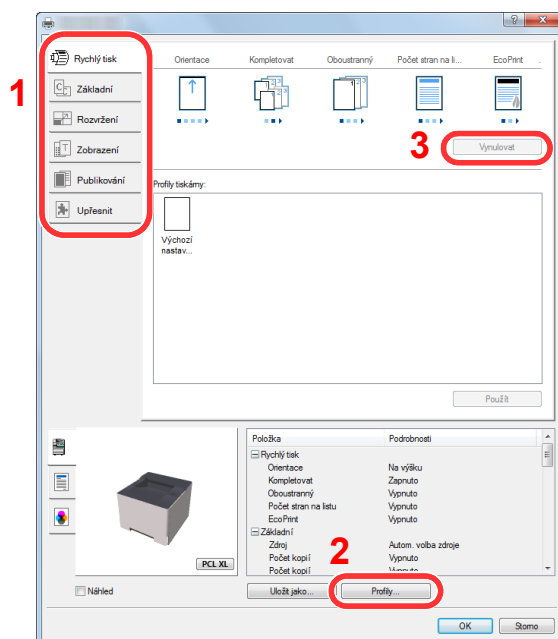 Rychlý tisk
1
Základní
Rozvržení
Zobrazení
Publikování
Upřesnit
Orientace Kompletovat Oboustranný Počet stran na li... EcoPrint
3
Vynulovat
Profily tiskárny:
Výchozí
nastav...
Použít
Položka Podrobnosti
Rychlý tisk
Orientace Na výšku
Kompletovat Zapnuto
Oboustranný Vypnuto
Počet stran na listu Vypnuto
EcoPrint Vypnuto
Základní
Zdroj Autom. volba zdroje
Počet kopií Vypnuto
Počet kopií Vypnuto
2
PCL XL
Náhled
Uložit jako...
Profily...
OK
Storno